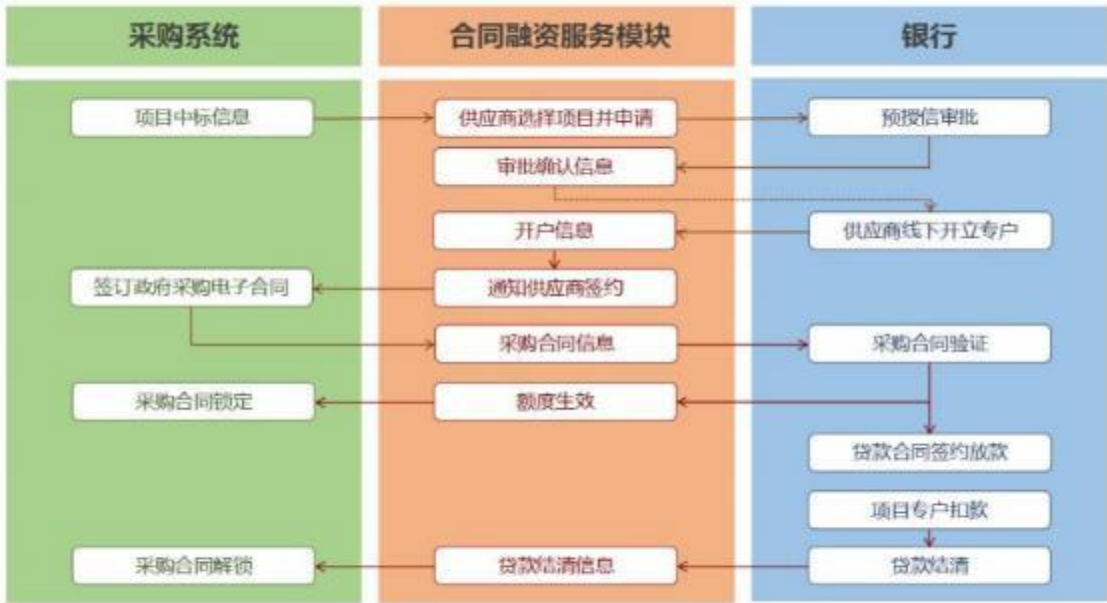 采购系统
合同融资服务模块
银行
项目中标信息
供应商选择项目并申请
预授信审批
审批确认信息
开户信息
供应商线下开立专户
签订政府采购电子合同
通知供应商签约
采购合同信息
采购合同验证
采购合同锁定
额度生效
贷款合同签约放款
项目专户扣款
采购合同解锁
贷款结清信息
贷款结清